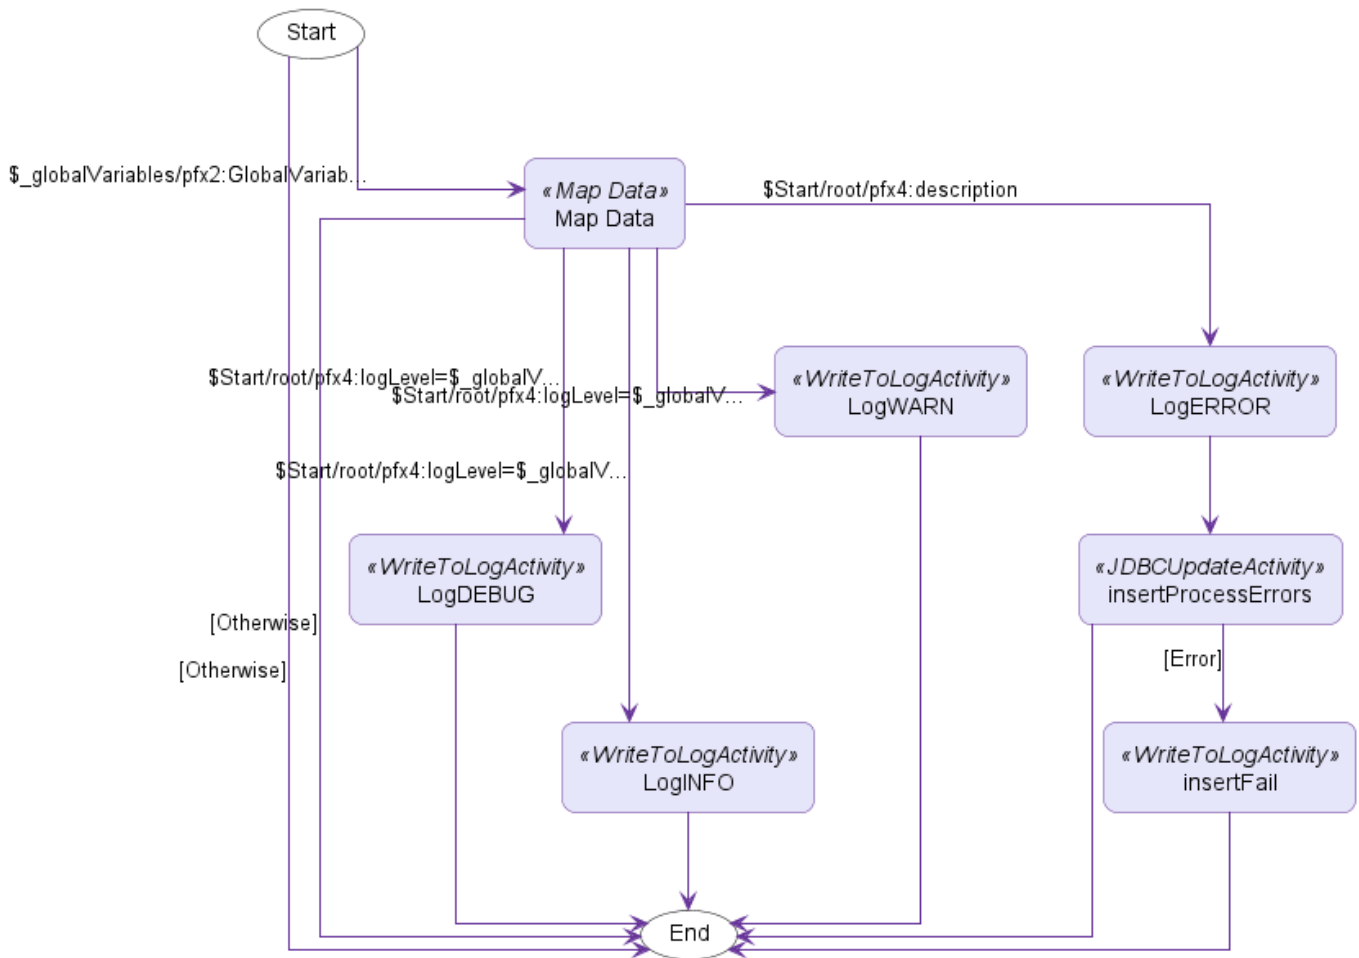 Start
$_globalVariables/pfx2:GlobalVariab...
«Map Data»
Map Data
$Start/root/pfx4:description
$Start/root/pfx4:logLevel=$_globalV...
$Start/root/pfx4:logLevel=$_globalV...
«WriteToLogActivity»
LogWARN
«WriteToLogActivity»
LogERROR
$Start/root/pfx4:logLevel=$_globalV...
«WriteToLogActivity»
LogDEBUG
«JDBCUpdateActivity»
insertProcessErrors
[Otherwise]
[Otherwise]
[Error]
«WriteToLogActivity»
LogINFO
«WriteToLogActivity»
insertFail
End